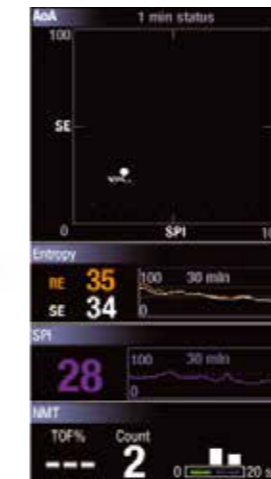 AoA 1 min status
100
SE
0 SPI 10
Entropy
RE 35 100 30 min
SE 34 0
SPI
28 100 30 min
0
NMT
TOF% Count
--- 2 0 20 s